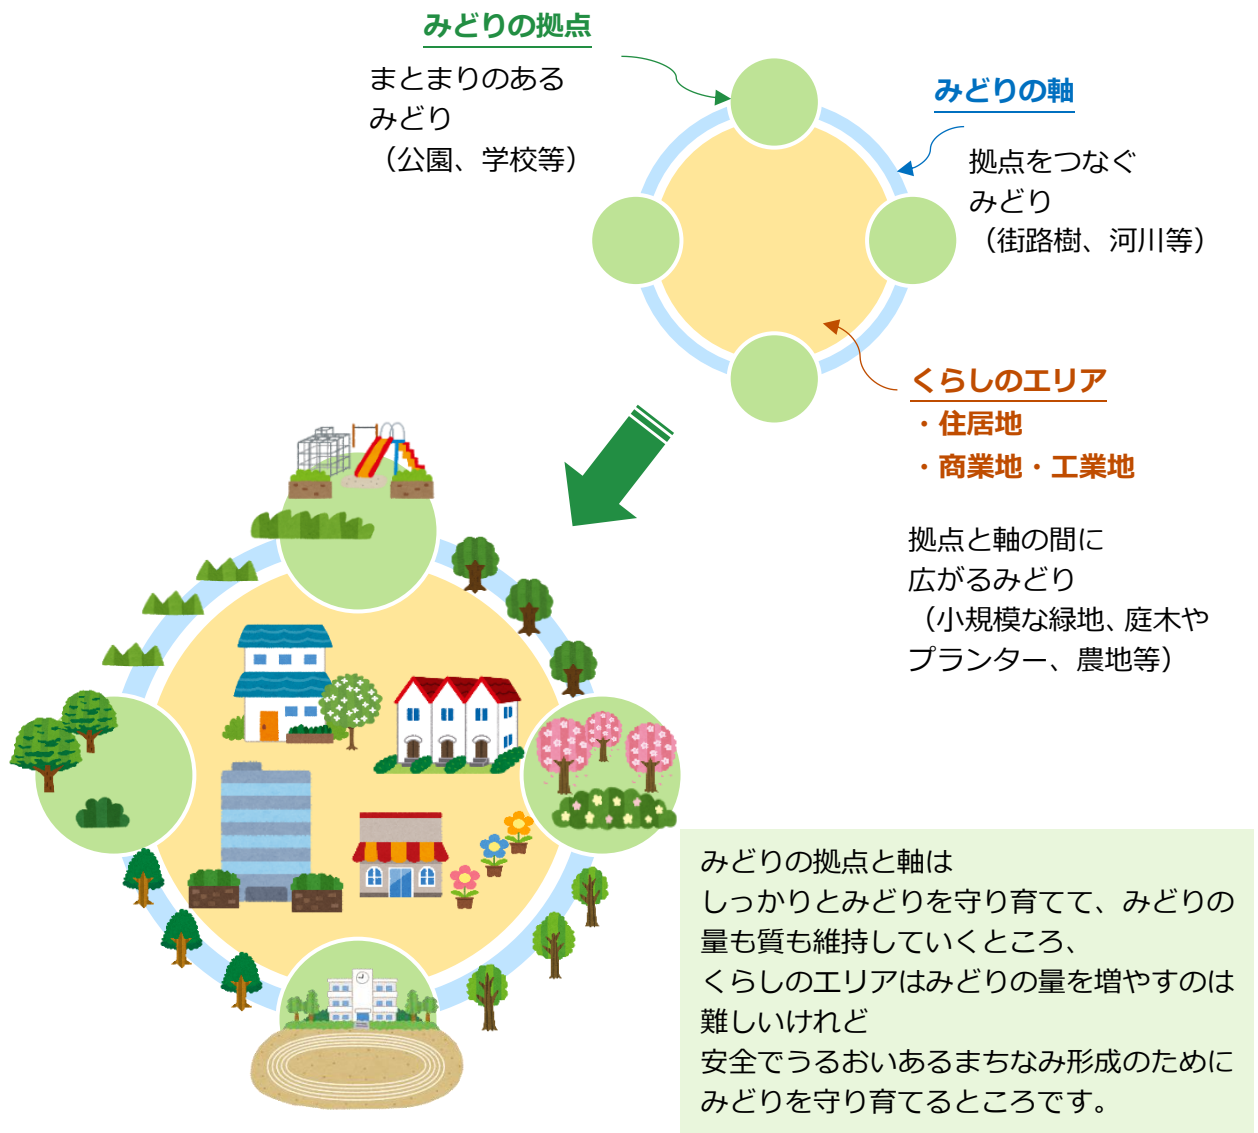 みどりの拠点
まとまりのある
みどり
（公園、学校等）
みどりの軸
拠点をつなぐ
みどり
（街路樹、河川等）
くらしのエリア
・住居地
・商業地・工業地
拠点と軸の間に
広がるみどり
（小規模な緑地、庭木や
プランター、農地等）
みどりの拠点と軸は
しっかりとみどりを守り育てて、みどりの
量も質も維持していくところ、
くらしのエリアはみどりの量を増やすのは
難しいけれど
安全でうるおいあるまちなみ形成のために
みどりを守り育てるところです。